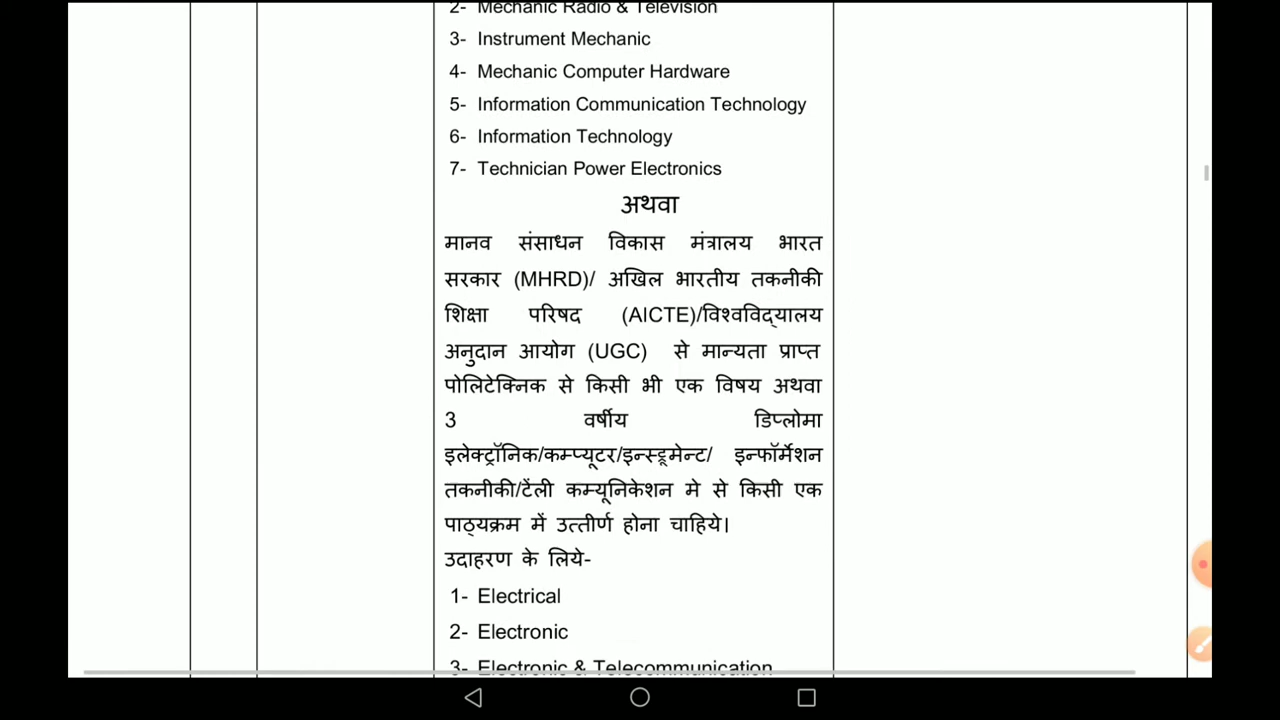 2- Mechanic Radio & Television
3- Instrument Mechanic
4- Mechanic Computer Hardware
5- Information Communication Technology
6- Information Technology
7- Technician Power Electronics
अथवा
मानव संसाधन विकास मंत्रालय भारत
सरकार (MHRD)/ अखिल भारतीय तकनीकी
शिक्षा परिषद (AICTE)/विश्वविद्यालय
अनुदान आयोग (UGC) से मान्यता प्राप्त
पोलिटेक्निक से किसी भी एक विषय अथवा
3 वर्षीय डिप्लोमा
इलेक्ट्रॉनिक/कम्प्यूटर/इन्स्ट्रूमेन्ट/ इन्फॉर्मेशन
तकनीकी/टेंली कम्यूनिकेशन मे से किसी एक
पाठ्यक्रम में उत्तीर्ण होना चाहिये।
उदाहरण के लिये-
1- Electrical
2- Electronic
3- Electronic & Telecommunication